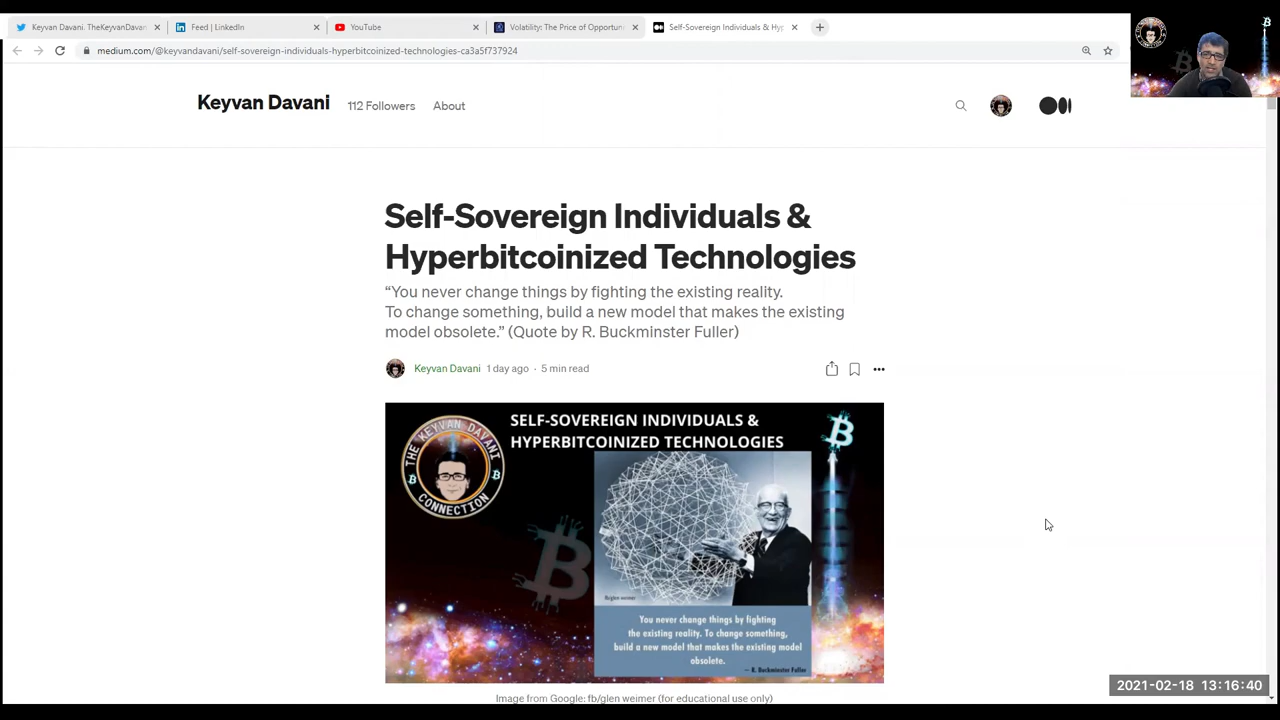 Keyvan Davani. TheKeyvanDavan
Feed | LinkedIn
YouTube
Volatility: The Price of Opportun
Self-Sovereign Individuals & Hyp
medium.com/@keyvandavani/self-sovereign-individuals-hyperbitcoinized-technologies-ca3a5f737924
Keyvan Davani
112 Followers
About
Self-Sovereign Individuals &
Hyperbitcoinized Technologies
“You never change things by fighting the existing reality.
To change something, build a new model that makes the existing
model obsolete.” (Quote by R. Buckminster Fuller)
Keyvan Davani 1 day ago · 5 min read
SELF-SOVEREIGN INDIVIDUALS &
HYPERBITCOINIZED TECHNOLOGIES
THE KEYVAN DAVANI
CONNECTION
fb/glen weimer
You never change things by fighting
the existing reality. To change something,
build a new model that makes the existing model
obsolete.
— R. Buckminster Fuller
Image from Google: fb/glen weimer (for educational use only)
2021-02-18 13:16:40